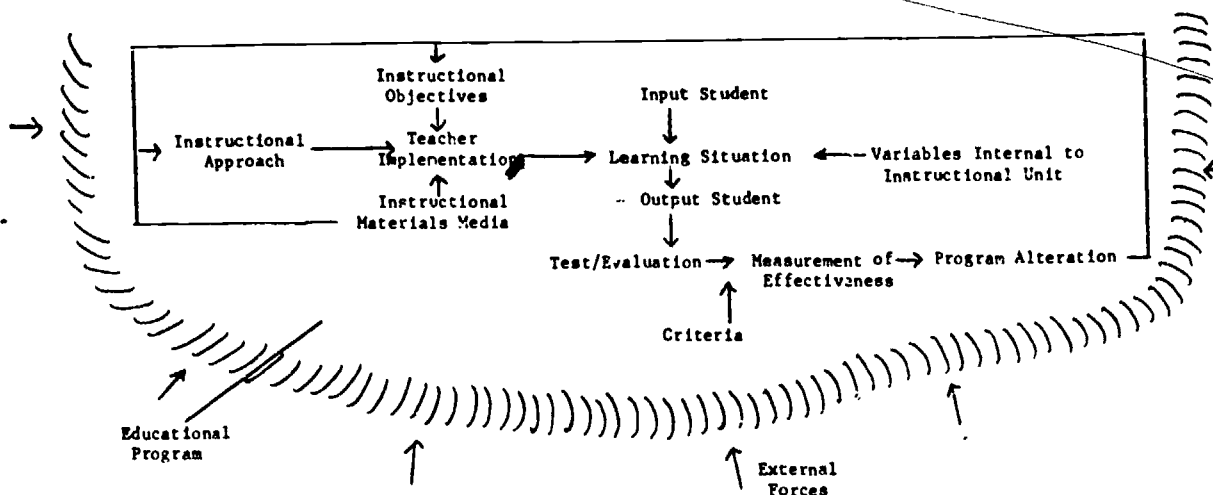 Instructional
Objectives
Input Student
Instructional
Approach
Teacher
Implementation
Learning Situation
Variables Internal to
Instructional Unit
Instructional
Materials Media
Output Student
Test/Evaluation
Measurement of
Effectiveness
Program Alteration
Criteria
Educational
Program
External
Forces